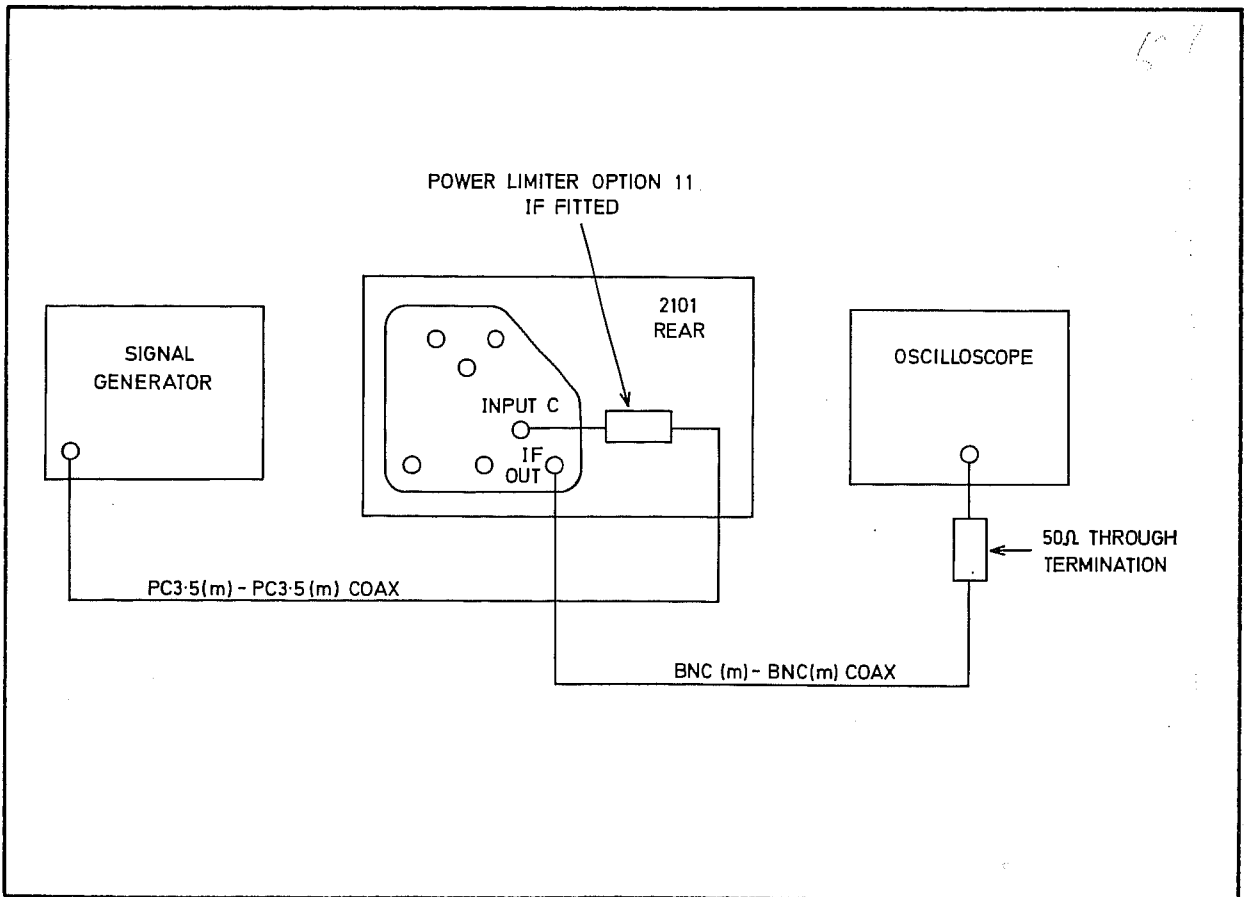 POWER LIMITER OPTION 11
IF FITTED
SIGNAL
GENERATOR
2101
REAR
OSCILLOSCOPE
INPUT C
IF
OUT
50Ω THROUGH
TERMINATION
PC3·5(m) - PC3·5(m) COAX
BNC (m) - BNC(m) COAX